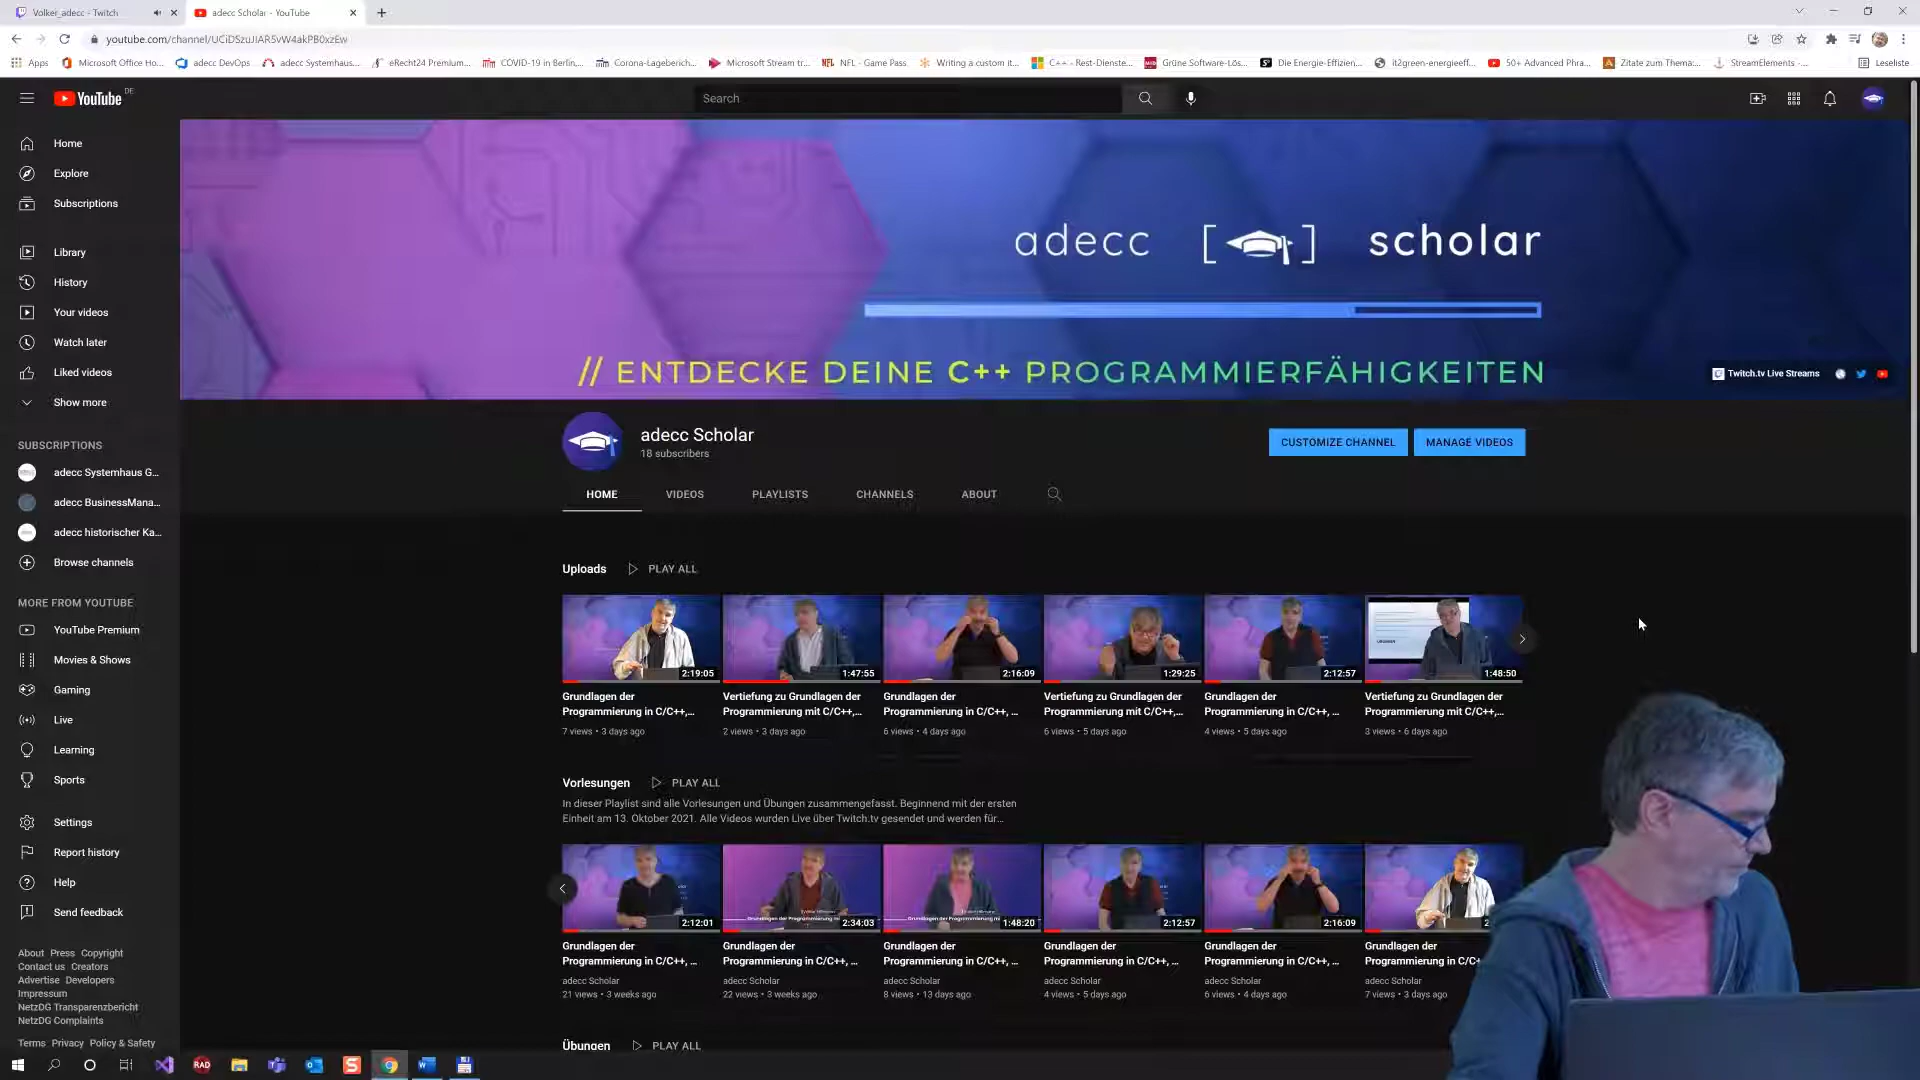 Volker_adecc - Twitch
adecc Scholar - YouTube
youtube.com/channel/UCiDSzuJIAR5vW4akPB0xzEw
Apps
Microsoft Office Ho...
adecc DevOps
adecc Systemhaus...
eRecht24 Premium...
COVID-19 in Berlin,...
Corona-Lageberich...
Microsoft Stream tr...
NFL - Game Pass
Writing a custom it...
C++ - Rest-Dienste...
Grüne Software-Lös...
Die Energie-Effizien...
it2green-energieeff...
50+ Advanced Phra...
Zitate zum Thema:...
StreamElements -...
Leseliste
YouTube DE
Search
Home
Explore
Subscriptions
Library
History
Your videos
Watch later
Liked videos
Show more
SUBSCRIPTIONS
adecc Systemhaus G...
adecc BusinessMana...
adecc historischer Ka...
Browse channels
MORE FROM YOUTUBE
YouTube Premium
Movies & Shows
Gaming
Live
Learning
Sports
Settings
Report history
Help
Send feedback
About Press Copyright
Contact us Creators
Advertise Developers
Impressum
NetzDG Transparenzbericht
NetzDG Complaints
Terms Privacy Policy & Safety
adecc [ ] scholar
// ENTDECKE DEINE C++ PROGRAMMIERFÄHIGKEITEN
Twitch.tv Live Streams
adecc Scholar
18 subscribers
CUSTOMIZE CHANNEL
MANAGE VIDEOS
HOME
VIDEOS
PLAYLISTS
CHANNELS
ABOUT
Uploads
PLAY ALL
2:19:05
Grundlagen der
Programmierung in C/C++,...
7 views • 3 days ago
1:47:55
Vertiefung zu Grundlagen der
Programmierung mit C/C++,...
2 views • 3 days ago
2:16:09
Grundlagen der
Programmierung in C/C++, ...
6 views • 4 days ago
1:29:25
Vertiefung zu Grundlagen der
Programmierung mit C/C++,...
6 views • 5 days ago
2:12:57
Grundlagen der
Programmierung in C/C++, ...
4 views • 5 days ago
1:48:50
Vertiefung zu Grundlagen der
Programmierung mit C/C++,...
3 views • 6 days ago
Vorlesungen
PLAY ALL
In dieser Playlist sind alle Vorlesungen und Übungen zusammengefasst. Beginnend mit der ersten
Einheit am 13. Oktober 2021. Alle Videos wurden Live über Twitch.tv gesendet und werden für...
2:12:01
Grundlagen der
Programmierung in C/C++, ...
adecc Scholar
21 views • 3 weeks ago
2:34:03
Grundlagen der
Programmierung in C/C++, ...
adecc Scholar
22 views • 3 weeks ago
1:48:20
Grundlagen der
Programmierung in C/C++, ...
adecc Scholar
8 views • 13 days ago
2:12:57
Grundlagen der
Programmierung in C/C++, ...
adecc Scholar
4 views • 5 days ago
2:16:09
Grundlagen der
Programmierung in C/C++, ...
adecc Scholar
6 views • 4 days ago
2
Grundlagen der
Programmierung in C/C+
adecc Scholar
7 views • 3 days ago
Übungen
PLAY ALL
RAD